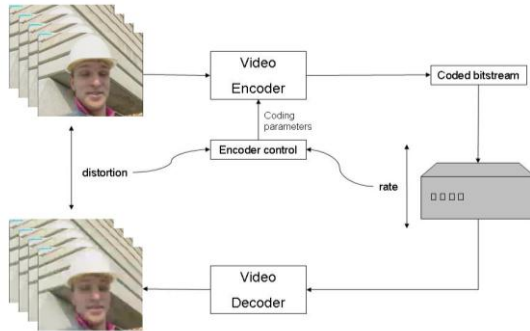 Video
Encoder
Coded bitstream
Coding
parameters
Encoder control
distortion
rate
Video
Decoder